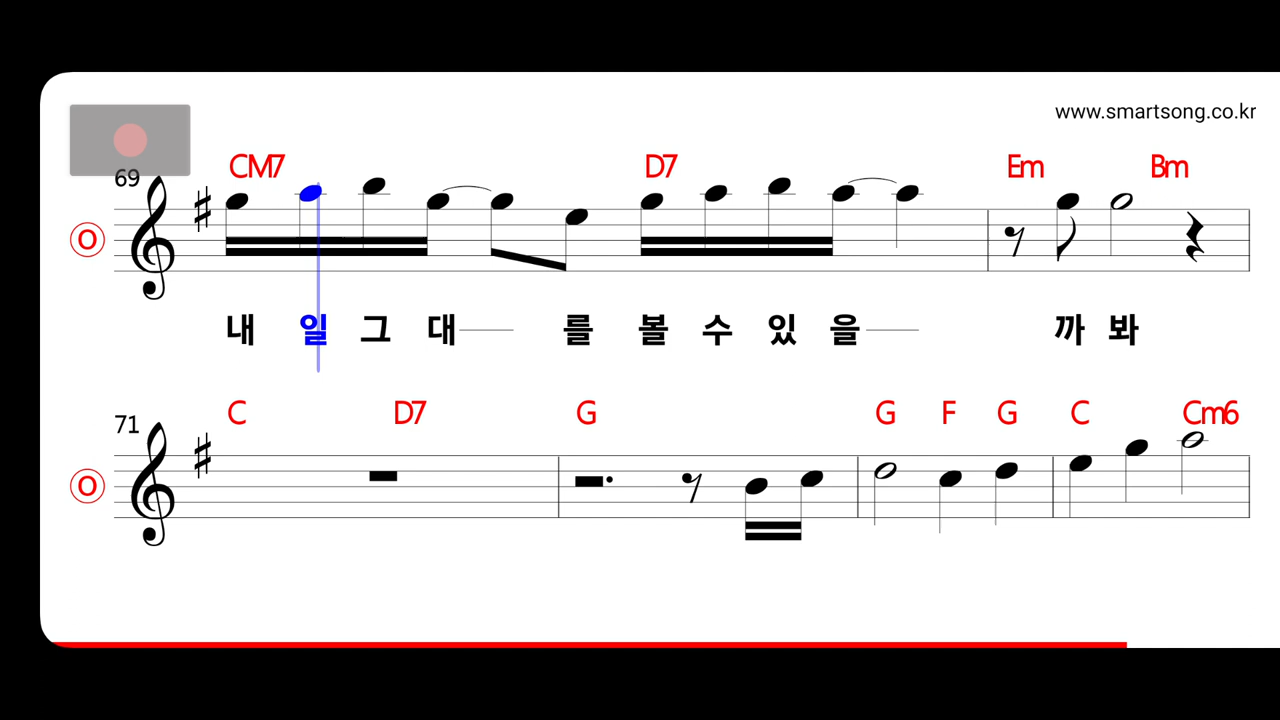 www.smartsong.co.kr
69 CM7 D7 Em Bm
O
내 일 그 대 를 볼 수 있 을 까 봐
71 C D7 G G F G C Cm6
O